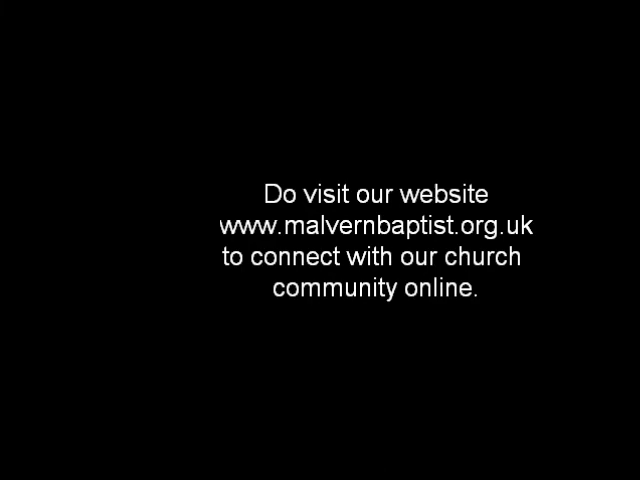 Do visit our website
www.malvernbaptist.org.uk
to connect with our church
community online.